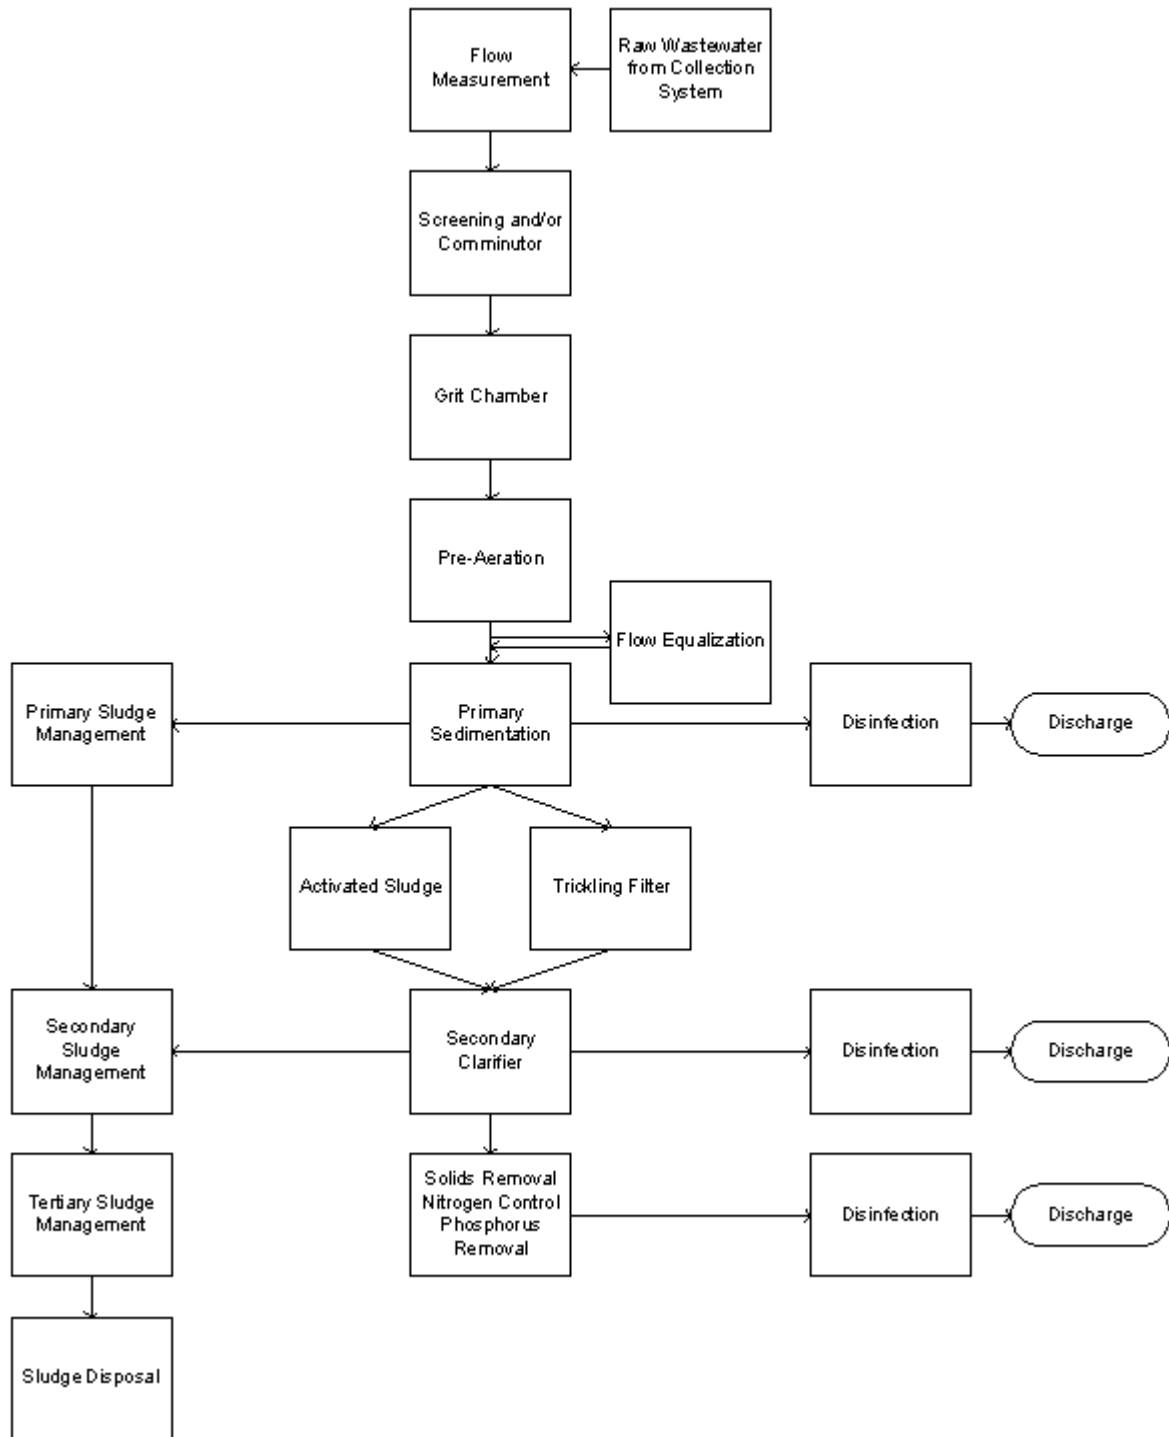 Flow
Measurement
Raw Wastewater
from Collection
System
Screening and/or
Comminutor
Grit Chamber
Pre-Aeration
Flow Equalization
Primary Sludge
Management
Primary
Sedimentation
Disinfection
Discharge
Activated Sludge
Trickling Filter
Secondary
Sludge
Management
Secondary
Clarifier
Disinfection
Discharge
Tertiary Sludge
Management
Solids Removal
Nitrogen Control
Phosphorus
Removal
Disinfection
Discharge
Sludge Disposal